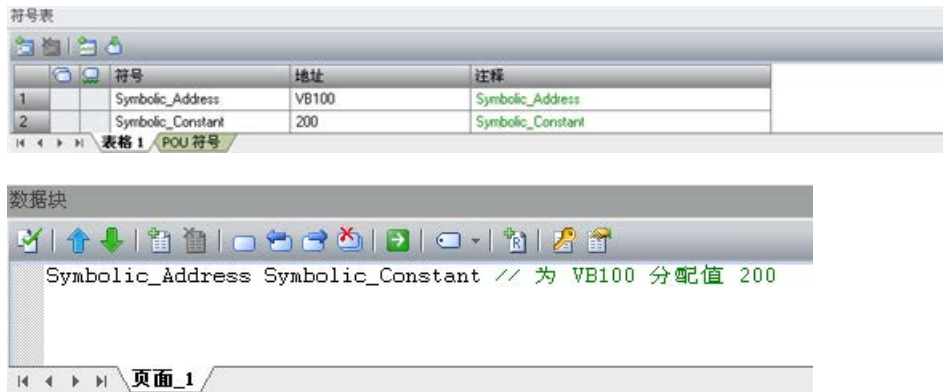 符号表
符号 地址 注释
1 Symbolic_Address VB100 Symbolic_Address
2 Symbolic_Constant 200 Symbolic_Constant
表格 1 POU 符号
数据块
Symbolic_Address Symbolic_Constant // 为 VB100 分配值 200
页面_1